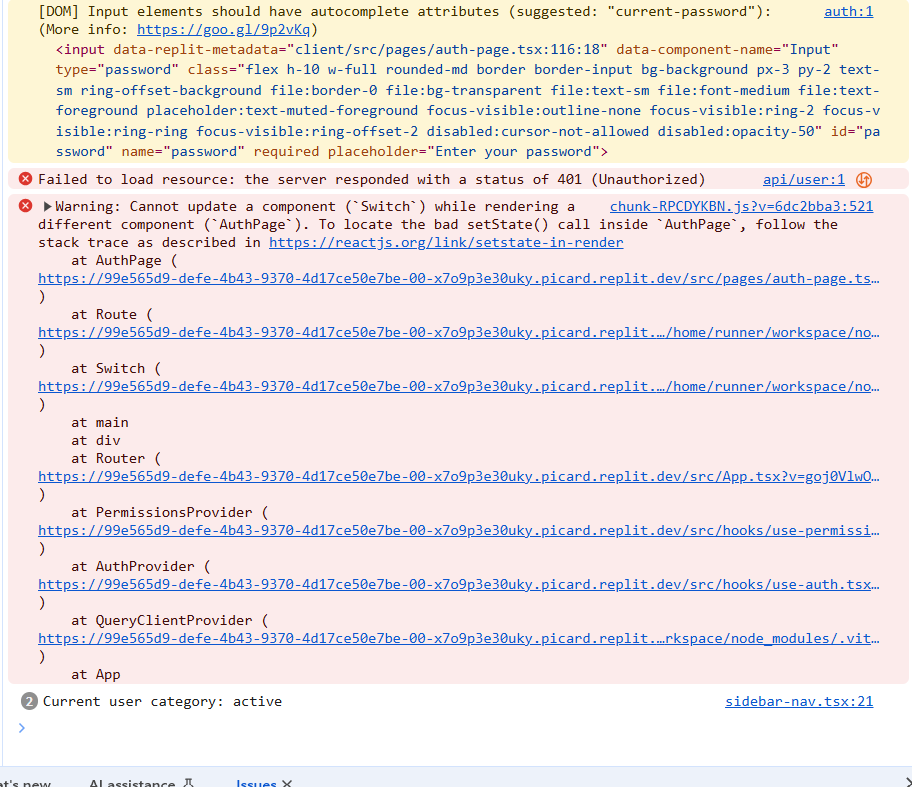 [DOM] Input elements should have autocomplete attributes (suggested: "current-password"): auth:1
(More info: https://goo.gl/9p2vKq)
<input data-replit-metadata="client/src/pages/auth-page.tsx:116:18" data-component-name="Input"
type="password" class="flex h-10 w-full rounded-md border border-input bg-background px-3 py-2 text-
sm ring-offset-background file:border-0 file:bg-transparent file:text-sm file:font-medium file:text-
foreground placeholder:text-muted-foreground focus-visible:outline-none focus-visible:ring-2 focus-v
isible:ring-ring focus-visible:ring-offset-2 disabled:cursor-not-allowed disabled:opacity-50" id="pa
ssword" name="password" required placeholder="Enter your password">
Failed to load resource: the server responded with a status of 401 (Unauthorized) api/user:1
▶Warning: Cannot update a component (`Switch`) while rendering a chunk-RPCDYKBN.js?v=6dc2bba3:521
different component (`AuthPage`). To locate the bad setState() call inside `AuthPage`, follow the
stack trace as described in https://reactjs.org/link/setstate-in-render
at AuthPage (
https://99e565d9-defe-4b43-9370-4d17ce50e7be-00-x7o9p3e30uky.picard.replit.dev/src/pages/auth-page.ts…
)
at Route (
https://99e565d9-defe-4b43-9370-4d17ce50e7be-00-x7o9p3e30uky.picard.replit.…/home/runner/workspace/no…
)
at Switch (
https://99e565d9-defe-4b43-9370-4d17ce50e7be-00-x7o9p3e30uky.picard.replit.…/home/runner/workspace/no…
)
at main
at div
at Router (
https://99e565d9-defe-4b43-9370-4d17ce50e7be-00-x7o9p3e30uky.picard.replit.dev/src/App.tsx?v=goj0VlwO…
)
at PermissionsProvider (
https://99e565d9-defe-4b43-9370-4d17ce50e7be-00-x7o9p3e30uky.picard.replit.dev/src/hooks/use-permissi…
)
at AuthProvider (
https://99e565d9-defe-4b43-9370-4d17ce50e7be-00-x7o9p3e30uky.picard.replit.dev/src/hooks/use-auth.tsx…
)
at QueryClientProvider (
https://99e565d9-defe-4b43-9370-4d17ce50e7be-00-x7o9p3e30uky.picard.replit.…rkspace/node_modules/.vit…
)
at App
2 Current user category: active sidebar-nav.tsx:21
at's new AI assistance Issues